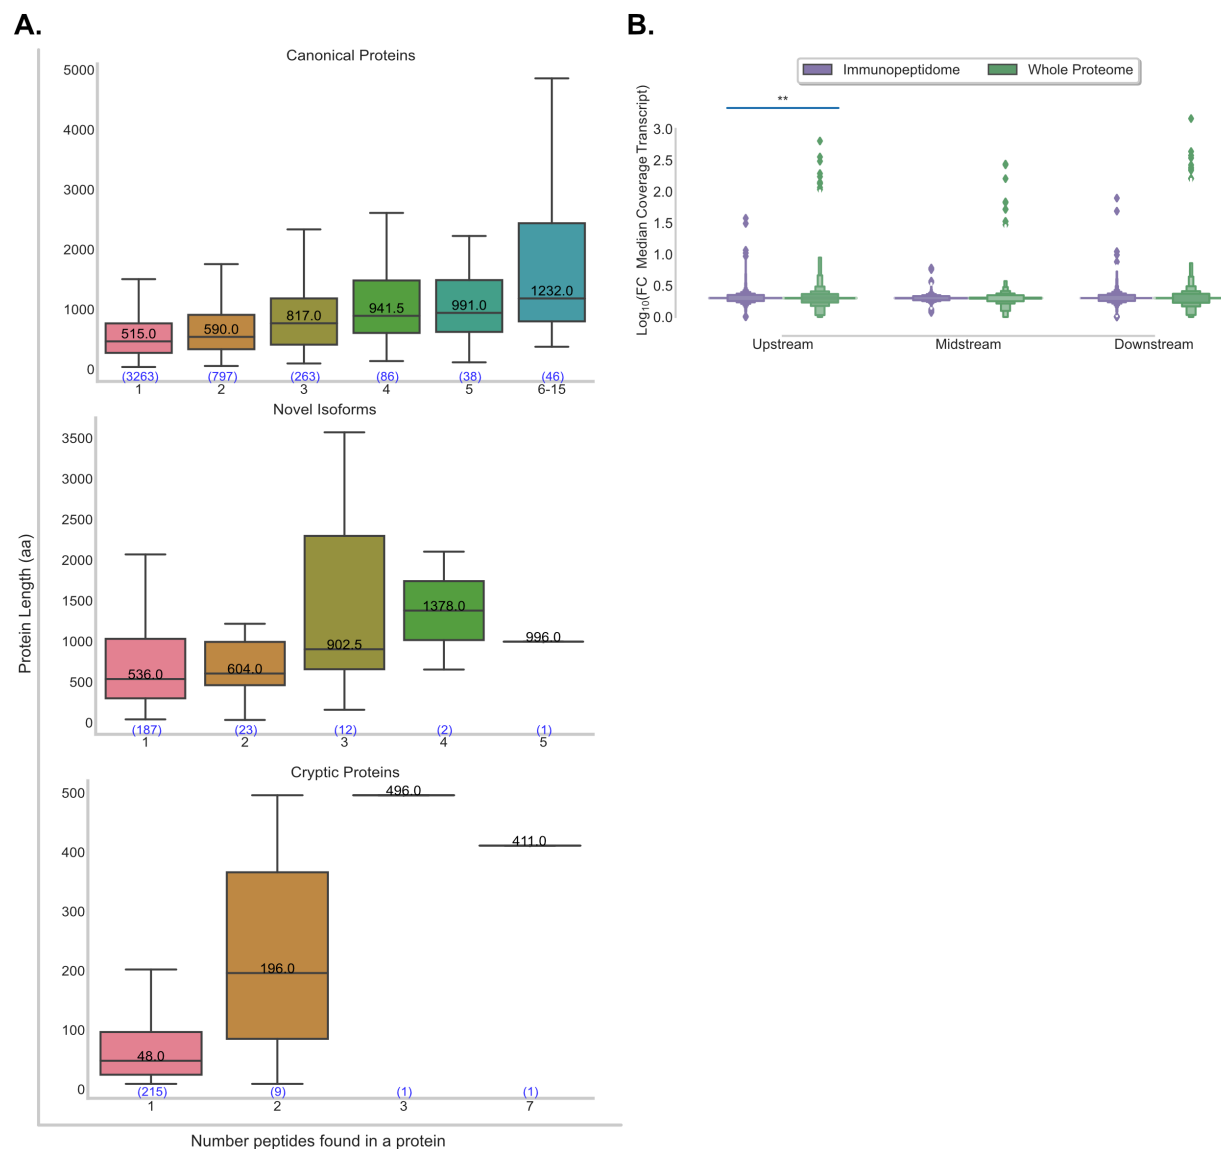 A.
Canonical Proteins
5000
4000
3000
2000
1000
0
515.0
590.0
817.0
941.5
991.0
1232.0
(3263) (797) (263) (86) (38) (46)
1 2 3 4 5 6-15
Novel Isoforms
3500
3000
2500
2000
1500
1000
500
0
536.0
604.0
902.5
1378.0
996.0
(187) (23) (12) (2) (1)
1 2 3 4 5
Protein Length (aa)
Cryptic Proteins
500
400
300
200
100
0
48.0
196.0
496.0
411.0
(215) (9) (1) (1)
1 2 3 7
Number peptides found in a protein
B.
Immunopeptidome Whole Proteome
**
Log₁₀(FC Median Coverage Transcript)
3.0
2.5
2.0
1.5
1.0
0.5
0.0
Upstream Midstream Downstream